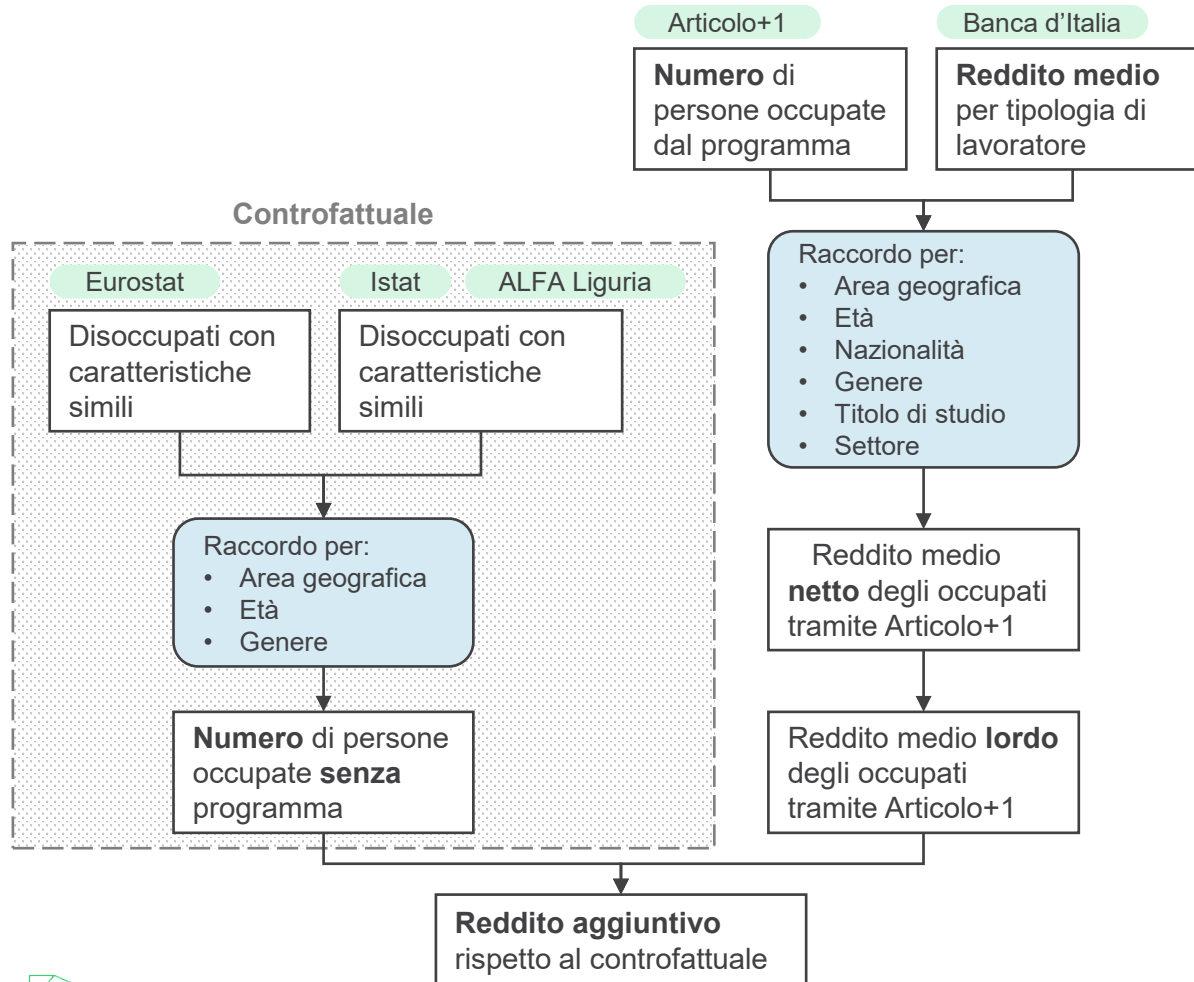 Articolo+1
Banca d'Italia
Numero di
persone occupate
dal programma
Reddito medio
per tipologia di
lavoratore
Controfattuale
Eurostat
Istat
ALFA Liguria
Disoccupati con
caratteristiche
simili
Disoccupati con
caratteristiche
simili
Raccordo per:
• Area geografica
• Età
• Genere
Numero di persone
occupate senza
programma
Raccordo per:
• Area geografica
• Età
• Nazionalità
• Genere
• Titolo di studio
• Settore
Reddito medio
netto degli occupati
tramite Articolo+1
Reddito medio lordo
degli occupati
tramite Articolo+1
Reddito aggiuntivo
rispetto al controfattuale